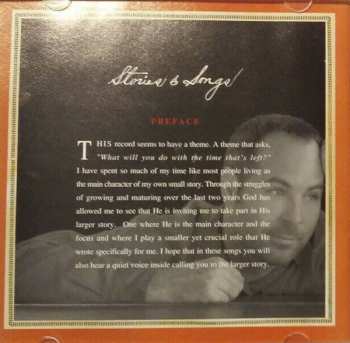 Stories & Songs
PREFACE
THIS record seems to have a theme. A theme that asks,
"What will you do with the time that's left?"
I have spent so much of my time like most people living as
the main character of my own small story. Through the struggles
of growing and maturing over the last two years God has
allowed me to see that He is inviting me to take part in His
larger story. One where He is the main character and the
focus and where I play a smaller yet crucial role that He
wrote specifically for me. I hope that in these songs you will
also hear a quiet voice inside calling you to the larger story.